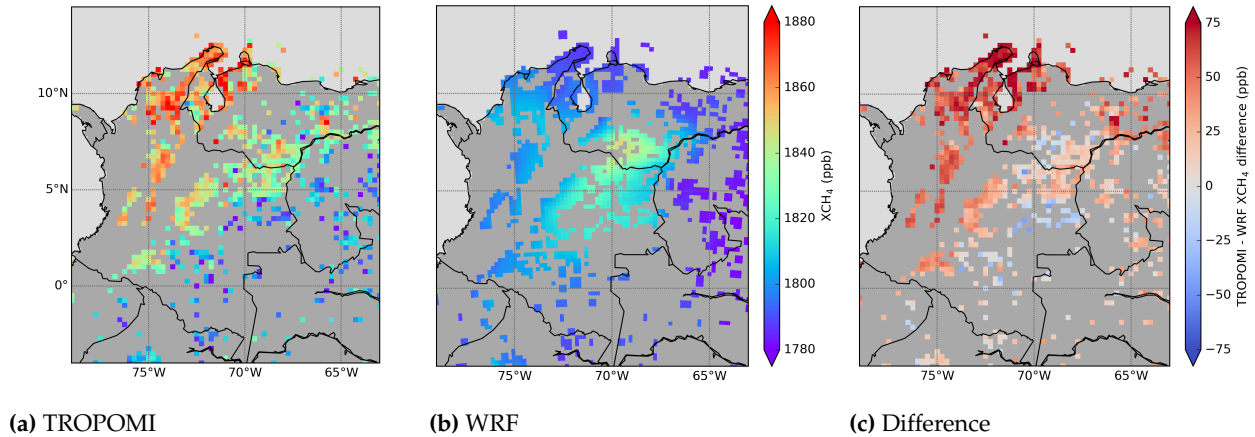 10°N
5°N
0°
75°W 70°W 65°W
75°W 70°W 65°W
1880
1860
1840
1820
1800
1780
XCH₄ (ppb)
75°W 70°W 65°W
75
50
25
0
−25
−50
−75
TROPOMI - WRF XCH₄ difference (ppb)
(a) TROPOMI
(b) WRF
(c) Difference